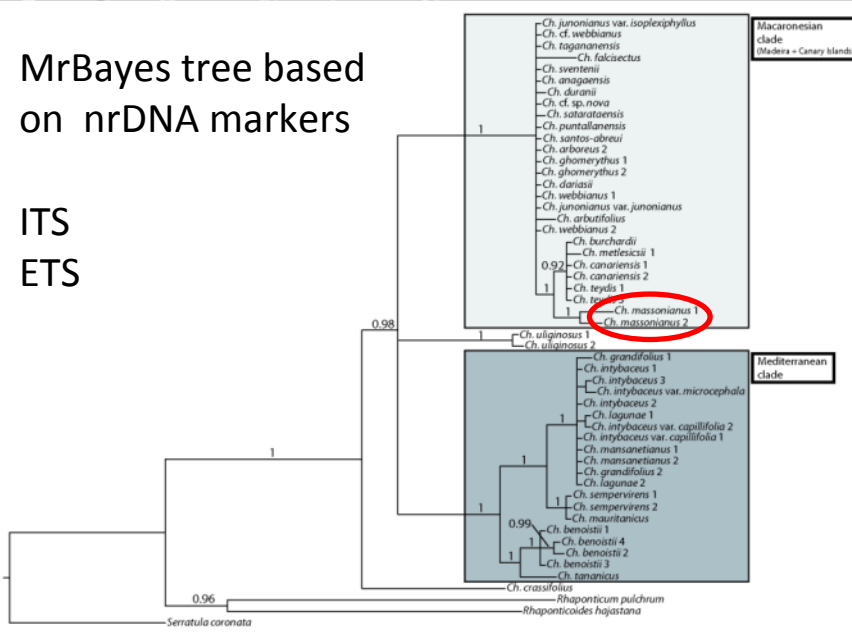 MrBayes tree based
on nrDNA markers
ITS
ETS
Ch. junonianus var. isoplexiphyllus
Ch. cf. webbianus
Ch. tagananensis
Ch. falcisectus
Ch. sventenii
Ch. anagaensis
Ch. duranii
Ch. cf. sp. nova
Ch. satarataensis
Ch. puntallanensis
Ch. santos-abreui
Ch. arboreus 2
Ch. ghomerythus 1
Ch. ghomerythus 2
Ch. dariasii
Ch. webbianus 1
Ch. junonianus var. junonianus
Ch. arbutifolius
Ch. webbianus 2
Ch. burchardii
Ch. metlesicsii 1
Ch. canariensis 1
Ch. canariensis 2
Ch. teydis 1
Ch. teydis 3
Ch. massonianus 1
Ch. massonianus 2
1
0.92
1
1
Macaronesian
clade
(Madeira + Canary Islands)
0.98
1
Ch. uliginosus 1
Ch. uliginosus 2
Ch. grandifolius 1
Ch. intybaceus 1
Ch. intybaceus 3
Ch. intybaceus var. microcephala
Ch. intybaceus 2
Ch. lagunae 1
Ch. intybaceus var. capillifolia 2
Ch. intybaceus var. capillifolia 1
Ch. mansanetianus 1
Ch. mansanetianus 2
Ch. grandifolius 2
Ch. lagunae 2
Ch. sempervirens 1
Ch. sempervirens 2
Ch. mauritanicus
Ch. benoistii 1
Ch. benoistii 4
Ch. benoistii 2
Ch. benoistii 3
Ch. tananicus
Mediterranean
clade
1
1
1
1
0.99
1
1
1
Ch. crassifolius
0.96
Rhaponticum pulchrum
Rhaponticoides hajastana
Serratula coronata